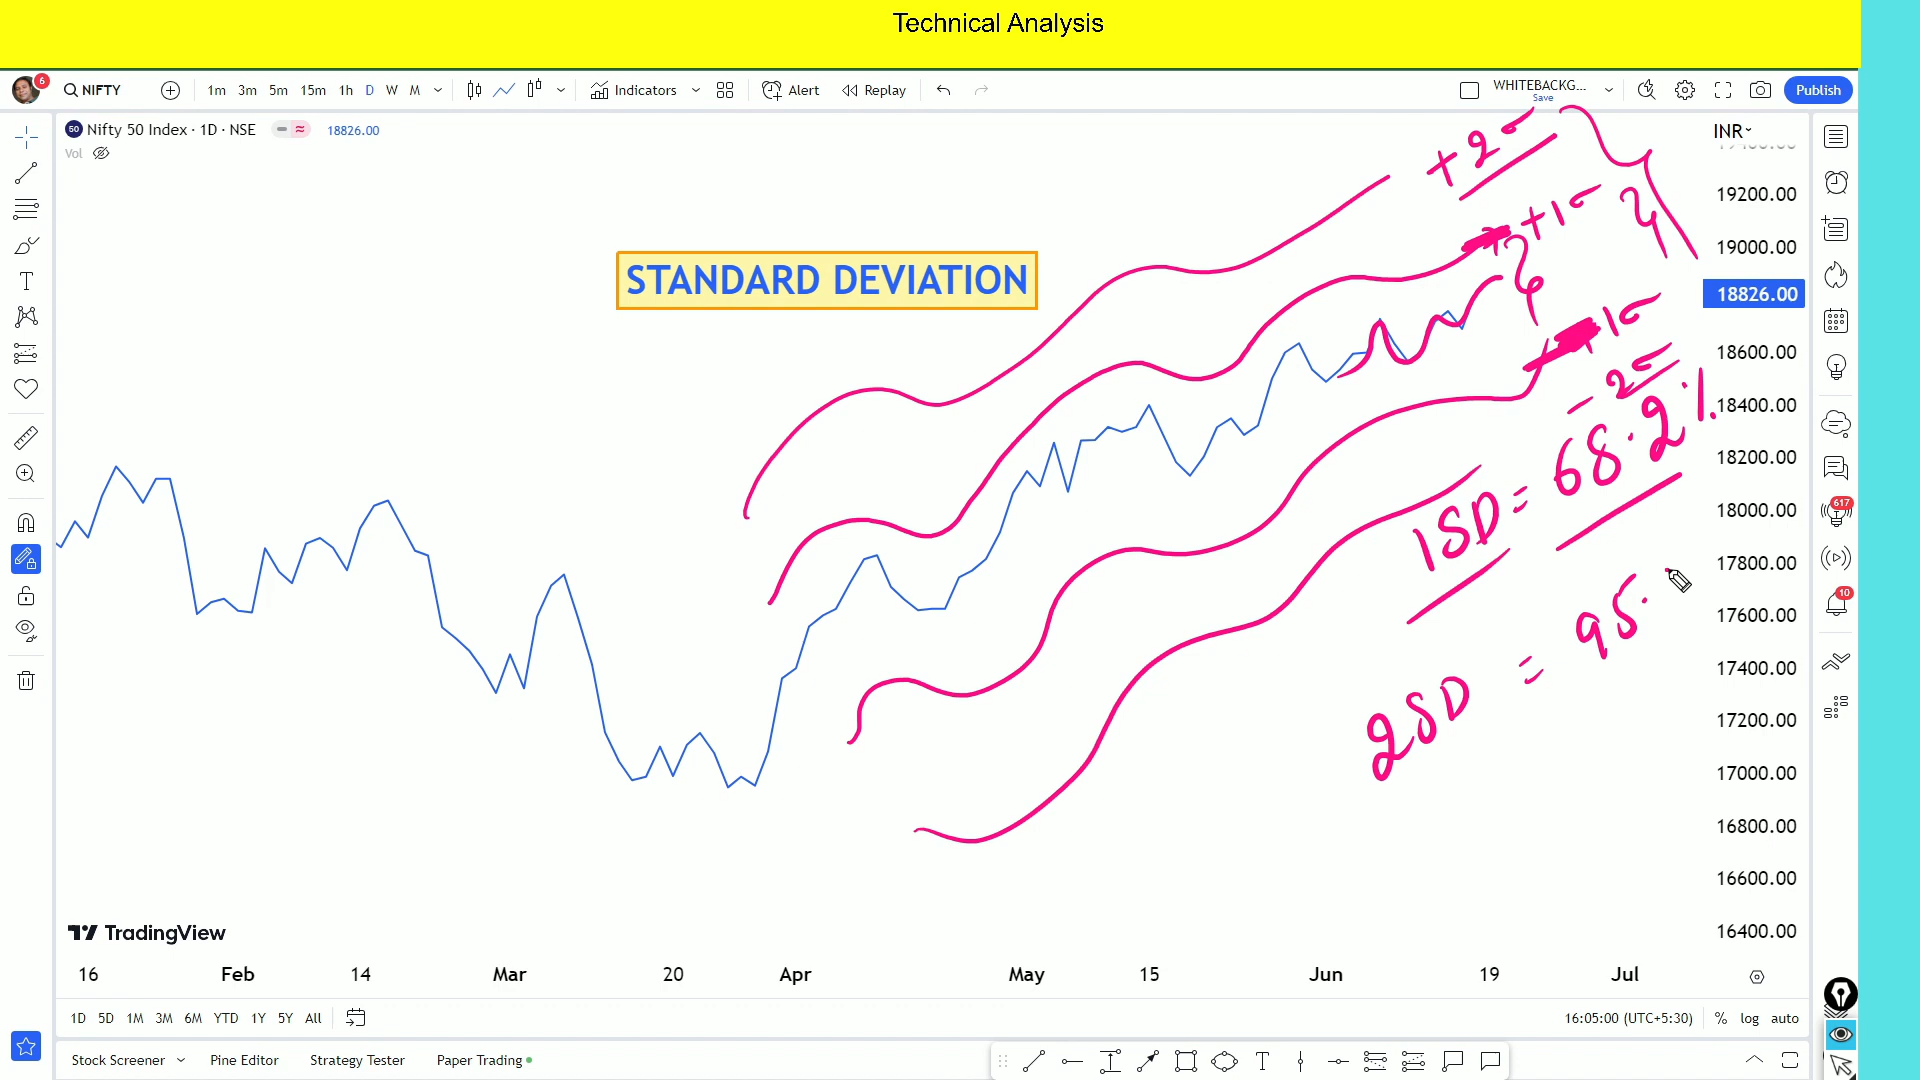 Technical Analysis
6
NIFTY
1m 3m 5m 15m 1h D W M
Indicators
Alert
Replay
WHITEBACKG...
Save
Publish
50 Nifty 50 Index · 1D · NSE
18826.00
Vol
INR
STANDARD DEVIATION
+2σ
+1σ
1σ
-2σ
1SD = 68.2%.
2SD = 95.
19200.00
19000.00
18826.00
18600.00
18400.00
18200.00
18000.00
17800.00
17600.00
17400.00
17200.00
17000.00
16800.00
16600.00
16400.00
617
10
TradingView
16 Feb 14 Mar 20 Apr May 15 Jun 19 Jul
1D 5D 1M 3M 6M YTD 1Y 5Y All
16:05:00 (UTC+5:30) % log auto
Stock Screener Pine Editor Strategy Tester Paper Trading